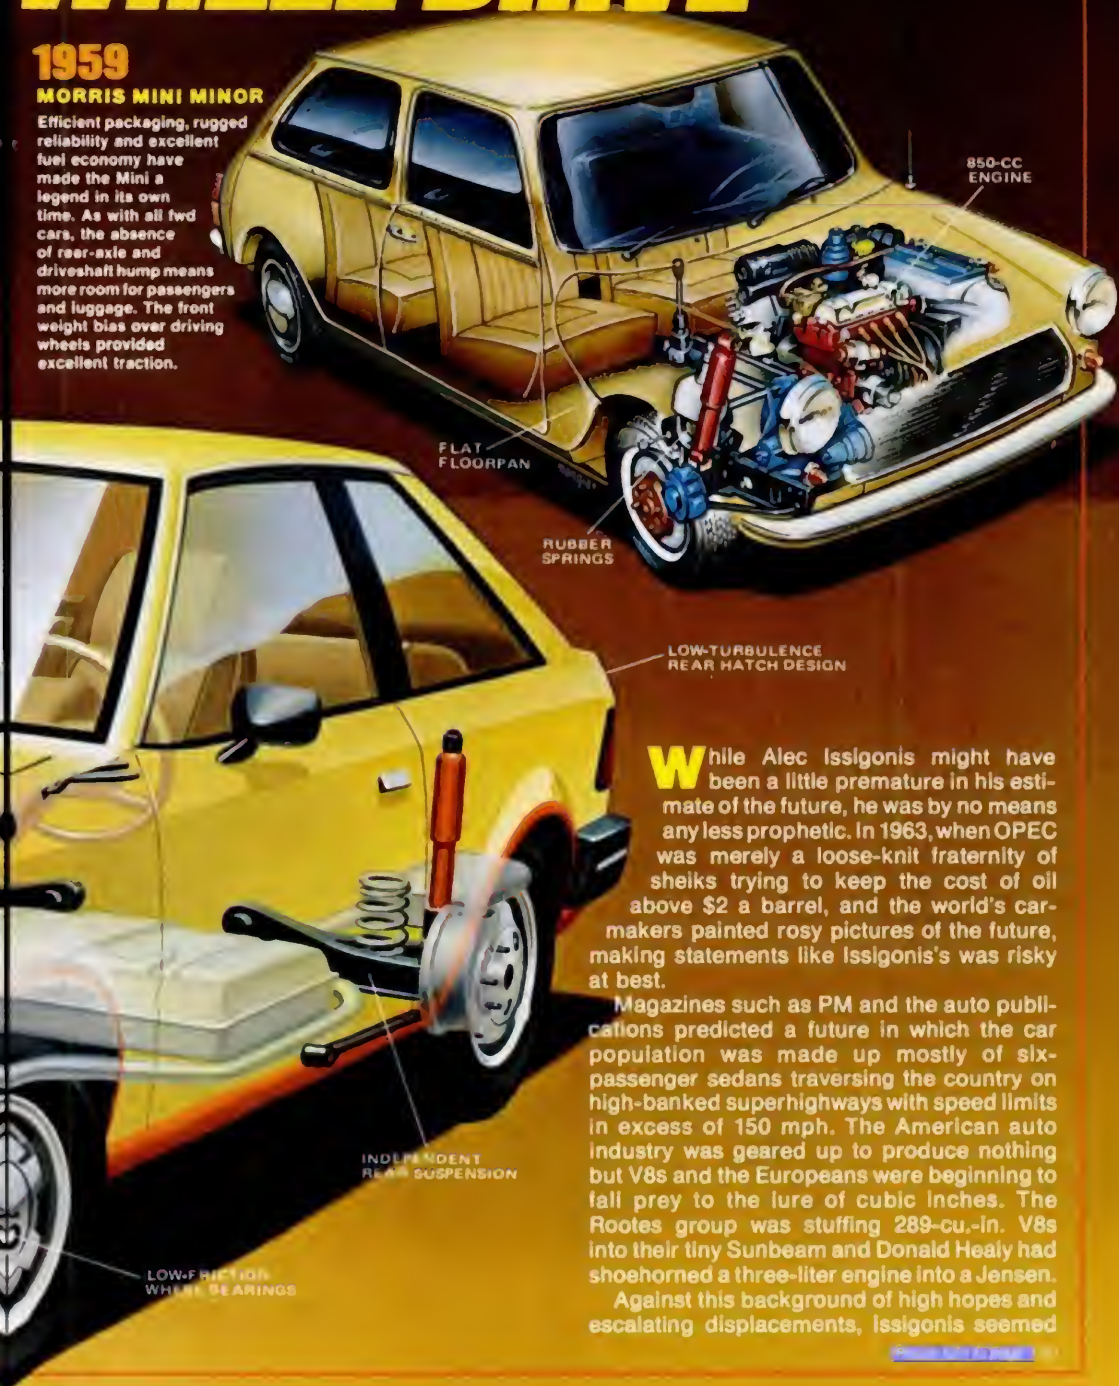 WHEEL DRIVE
1959
MORRIS MINI MINOR
Efficient packaging, rugged
reliability and excellent
fuel economy have
made the Mini a
legend in its own
time. As with all fwd
cars, the absence
of rear-axle and
driveshaft hump means
more room for passengers
and luggage. The front
weight bias over driving
wheels provided
excellent traction.
850-CC
ENGINE
FLAT
FLOORPAN
RUBBER
SPRINGS
LOW-TURBULENCE
REAR HATCH DESIGN
INDEPENDENT
REAR SUSPENSION
LOW-FRICTION
BEARINGS
While Alec Issigonis might have
been a little premature in his esti-
mate of the future, he was by no means
any less prophetic. In 1963, when OPEC
was merely a loose-knit fraternity of
sheiks trying to keep the cost of oil
above $2 a barrel, and the world's car-
makers painted rosy pictures of the future,
making statements like Issigonis's was risky
at best.
Magazines such as PM and the auto publi-
cations predicted a future in which the car
population was made up mostly of six-
passenger sedans traversing the country on
high-banked superhighways with speed limits
in excess of 150 mph. The American auto
industry was geared up to produce nothing
but V8s and the Europeans were beginning to
fall prey to the lure of cubic inches. The
Rootes group was stuffing 289-cu.-in. V8s
into their tiny Sunbeam and Donald Healy had
shoehorned a three-liter engine into a Jensen.
Against this background of high hopes and
escalating displacements, Issigonis seemed